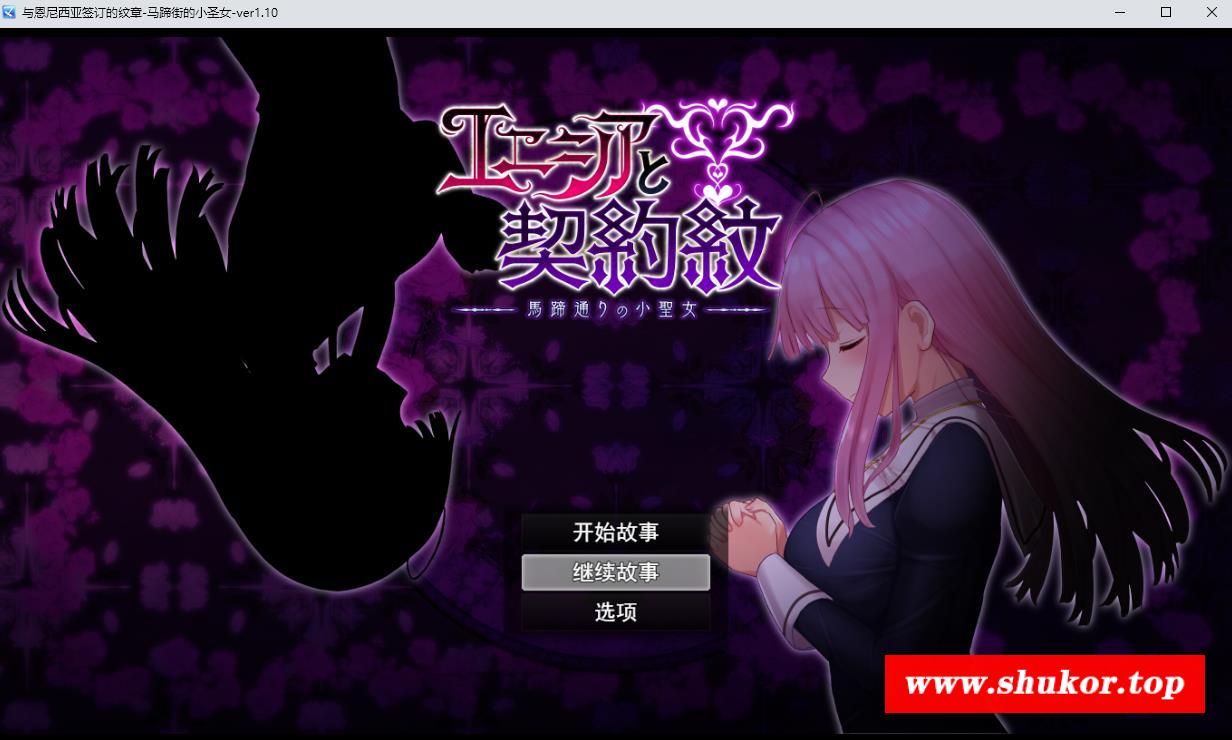 与恩尼西亚签订的纹章-马蹄街的小圣女-ver1.10
エニシアと
契約紋
馬蹄通りの小聖女
开始故事
继续故事
选项
www.shukor.top